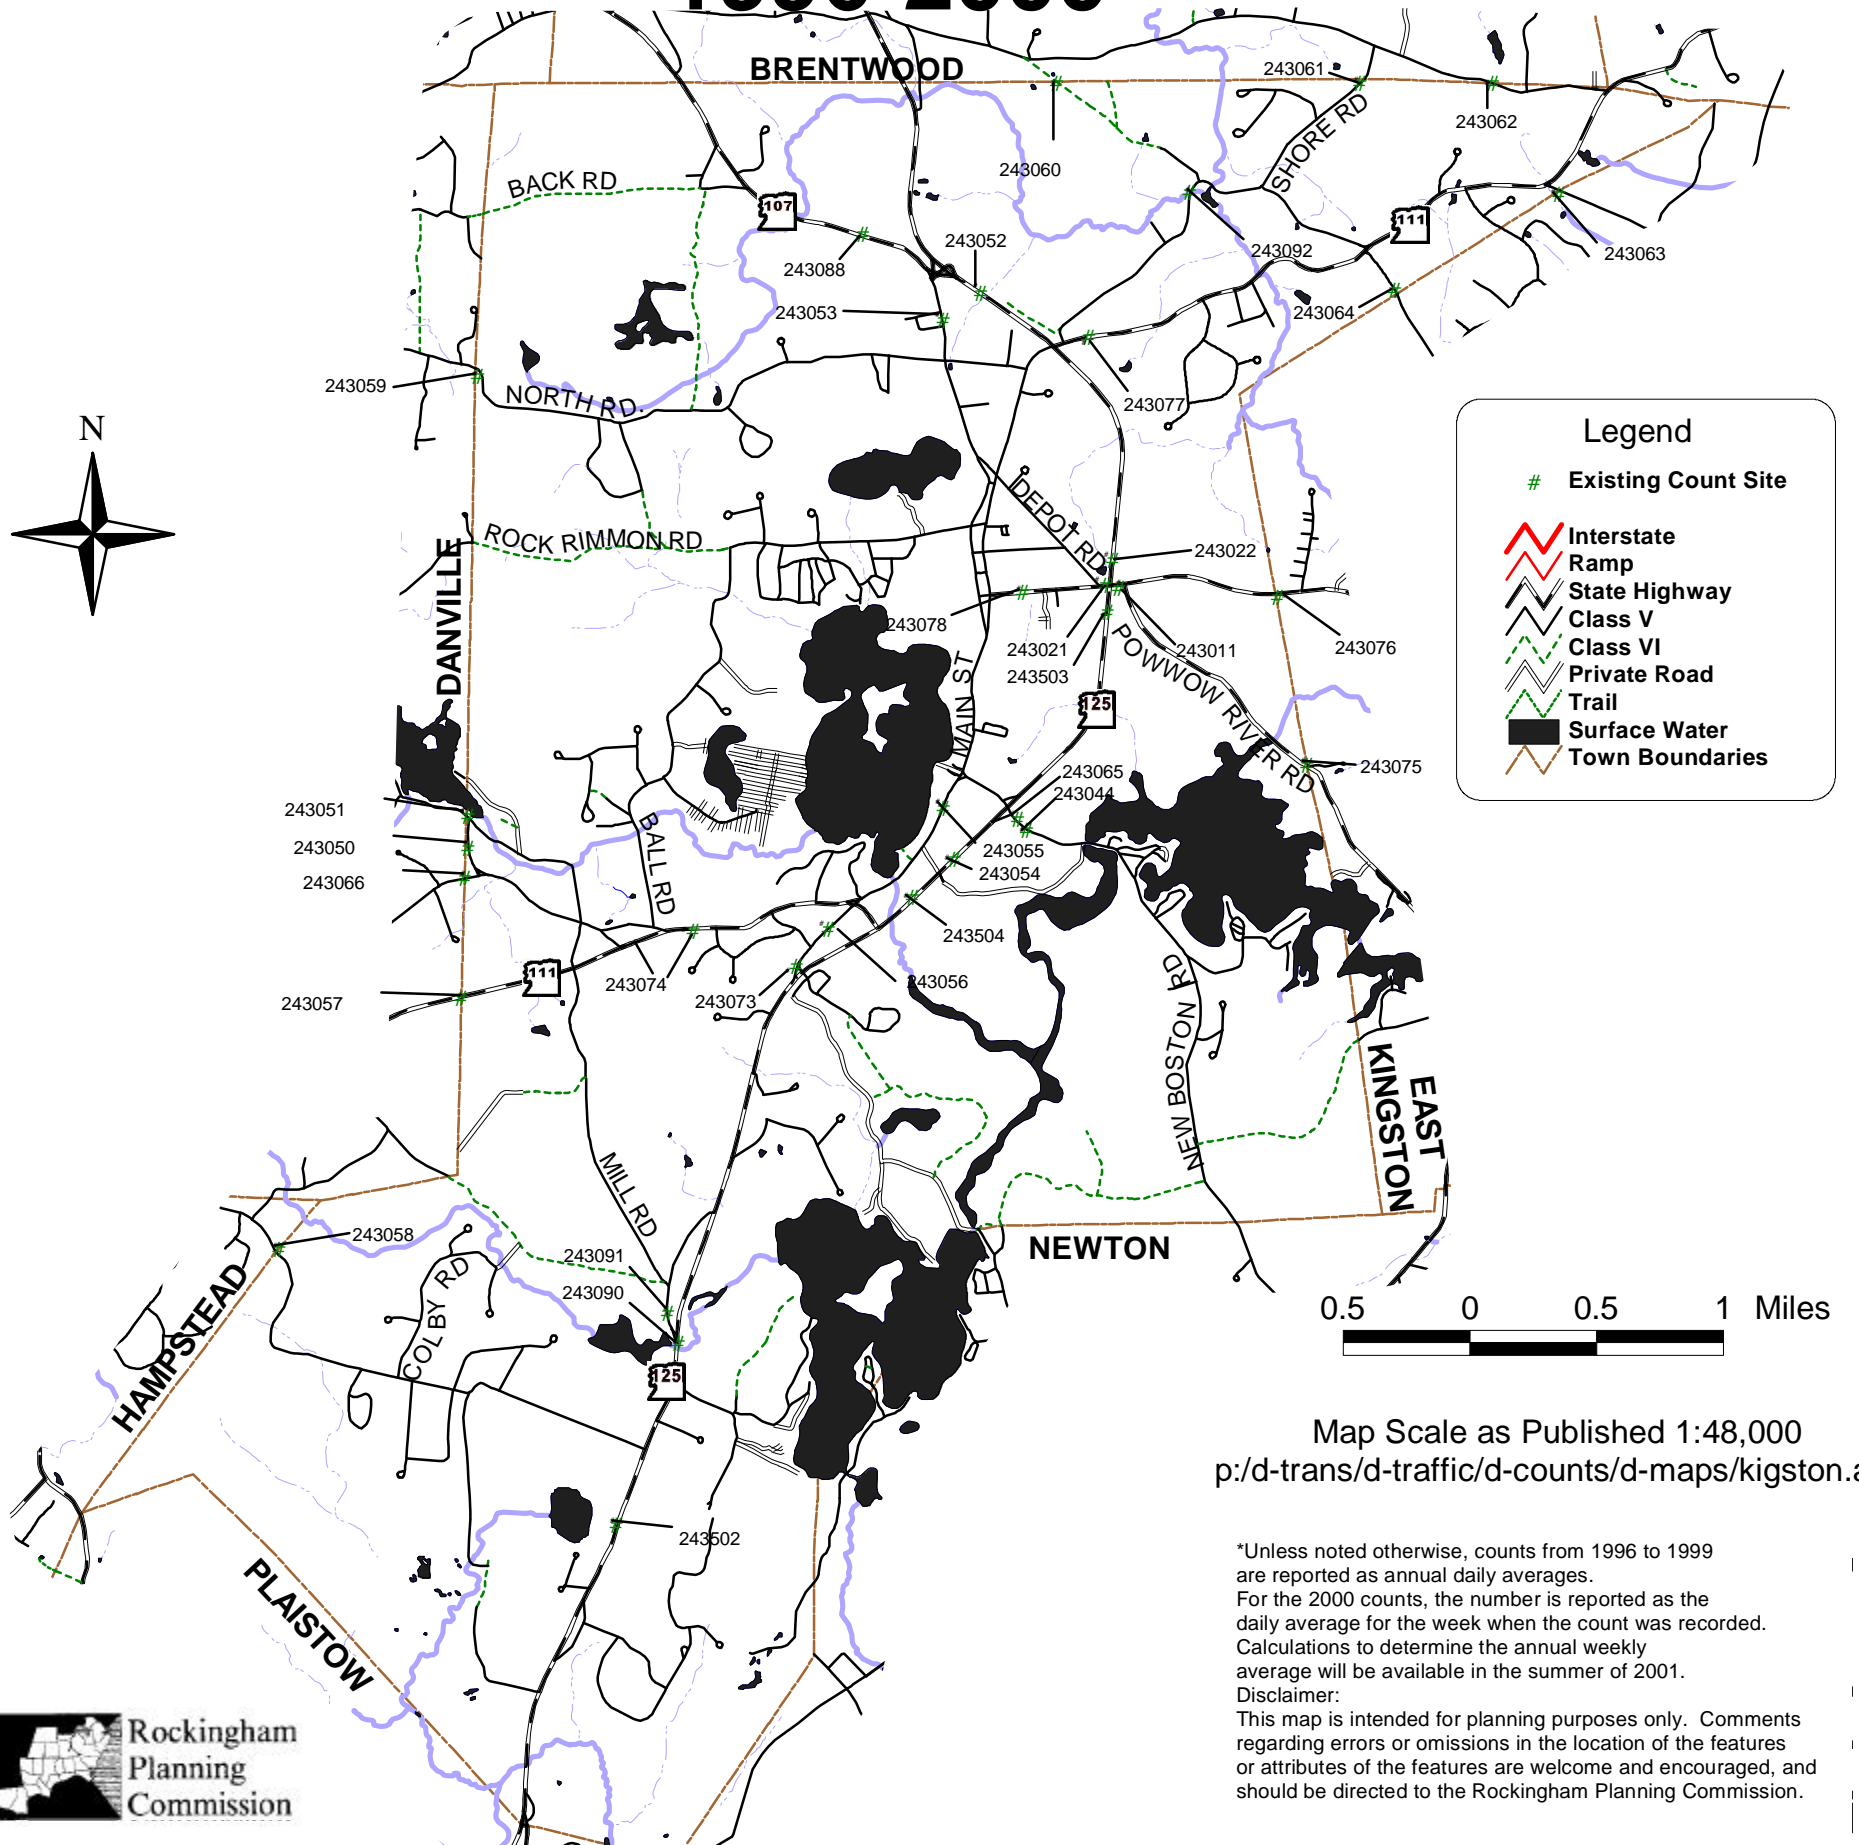 1996-2000
BRENTWOOD
243061
243062
SHORE RD
243060
BACK RD
107
111
243052
243092
243063
243088
243053
243064
243059
NORTH RD.
243077
N
Legend
# Existing Count Site
Interstate
Ramp
State Highway
Class V
Class VI
Private Road
Trail
Surface Water
Town Boundaries
DEPOT RD
ROCK RIMMON RD
243022
DANVILLE
243078
243021
243011
243076
243503
POWWOW RIVER RD
MAIN ST
125
243065
243075
243044
243051
243050
BALL RD
243055
243054
243066
243504
111
243074
243056
243073
243057
NEW BOSTON RD
EAST
KINGSTON
MILL RD
243058
243091
NEWTON
243090
COLBY RD
HAMPSTEAD
125
0.5 0 0.5 1 Miles
Map Scale as Published 1:48,000
p:/d-trans/d-traffic/d-counts/d-maps/kigston.a
243502
PLAISTOW
*Unless noted otherwise, counts from 1996 to 1999
are reported as annual daily averages.
For the 2000 counts, the number is reported as the
daily average for the week when the count was recorded.
Calculations to determine the annual weekly
average will be available in the summer of 2001.
Disclaimer:
This map is intended for planning purposes only. Comments
regarding errors or omissions in the location of the features
or attributes of the features are welcome and encouraged, and
should be directed to the Rockingham Planning Commission.
Rockingham
Planning
Commission